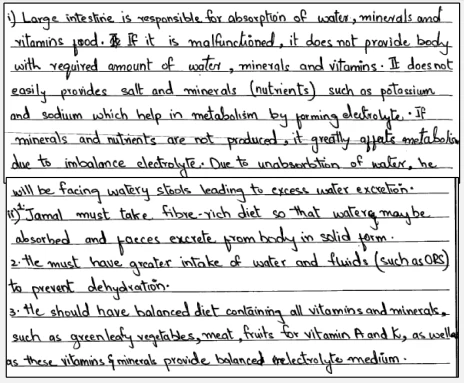 i) Large intestine is responsible for absorption of water, minerals and
vitamins food. If it is malfunctioned, it does not provide body
with required amount of water, minerals and vitamins. It does not
easily provides salt and minerals (nutrients) such as potassium
and sodium which help in metabolism by forming electrolyte. If
minerals and nutrients are not produced, it greatly affets metabolism
due to imbalance electrolyte. Due to unabsorbtion of water, he
will be facing watery stools leading to excess water excretion.
ii) 1. Jamal must take fibre-rich diet so that water may be
absorbed and faeces excrete from body in solid form.
2. He must have greater intake of water and fluids (such as ORS)
to prevent dehydration.
3. He should have balanced diet containing all vitamins and minerals,
such as green leafy vegetables, meat, fruits for vitamin A and K, as well as
as these vitamins & minerals provide balanced electrolyte medium.